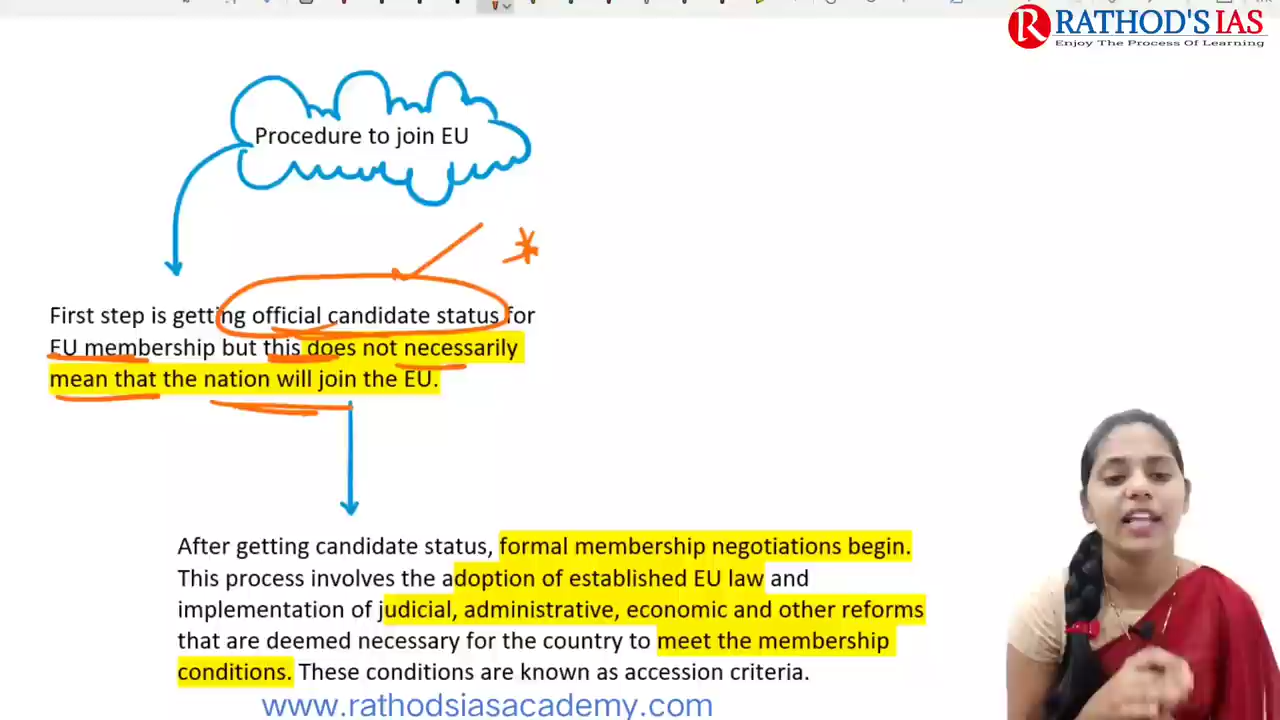 RATHOD'S IAS
Enjoy The Process Of Learning
Procedure to join EU
First step is getting official candidate status for
EU membership but this does not necessarily
mean that the nation will join the EU.
After getting candidate status, formal membership negotiations begin.
This process involves the adoption of established EU law and
implementation of judicial, administrative, economic and other reforms
that are deemed necessary for the country to meet the membership
conditions. These conditions are known as accession criteria.
www.rathodsiasacademy.com